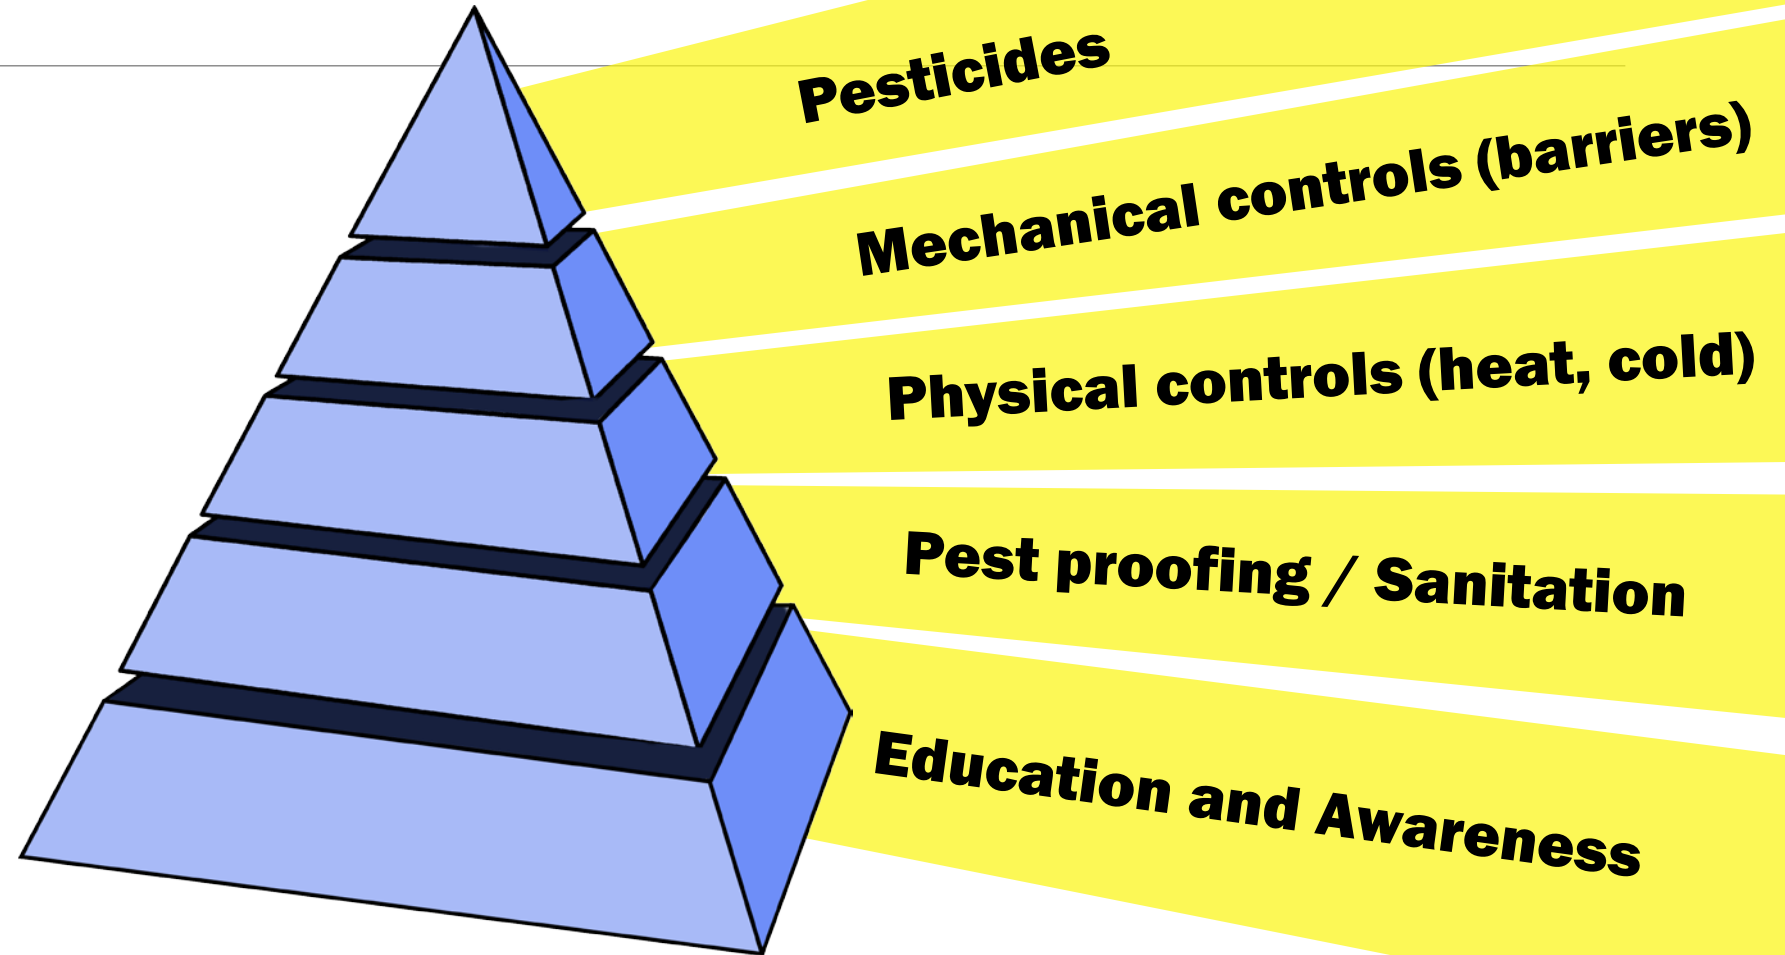 Pesticides
Mechanical controls (barriers)
Physical controls (heat, cold)
Pest proofing / Sanitation
Education and Awareness